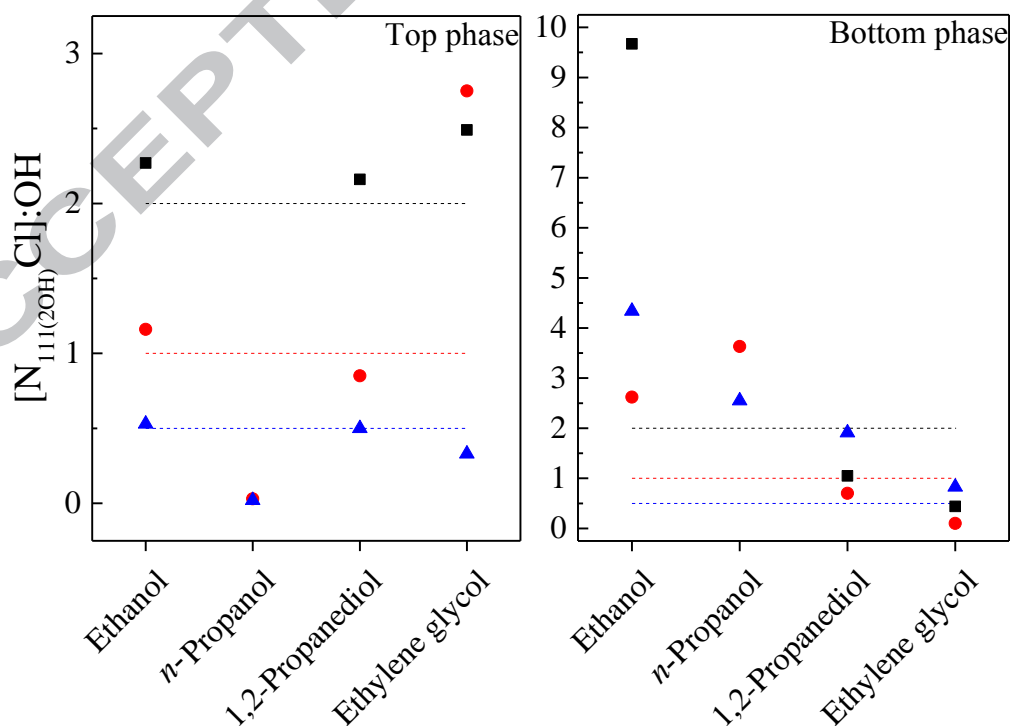 CCEPT
Top phase
Bottom phase
[N111(2OH)Cl]:OH
3
2
1
0
10
9
8
7
6
5
4
3
2
1
0
Ethanol
n-Propanol
1,2-Propanediol
Ethylene glycol
Ethanol
n-Propanol
1,2-Propanediol
Ethylene glycol